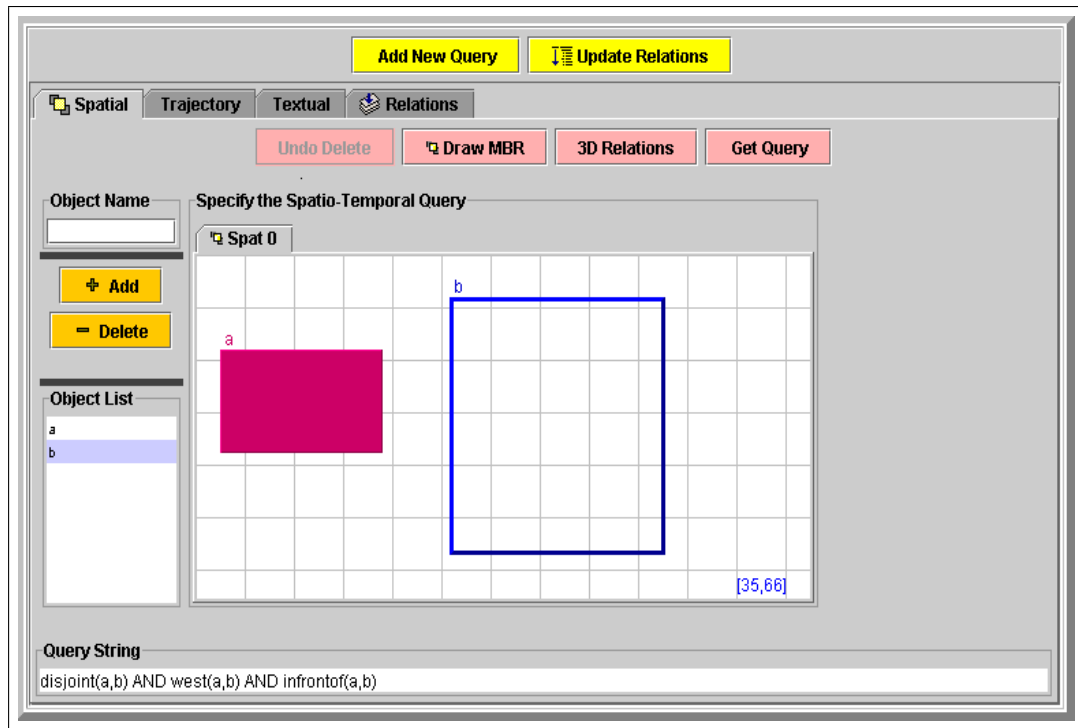 Add New Query Update Relations
Spatial Trajectory Textual Relations
Undo Delete Draw MBR 3D Relations Get Query
Object Name
Specify the Spatio-Temporal Query
Spat 0
Add
Delete
b
a
Object List
a
b
[35,66]
Query String
disjoint(a,b) AND west(a,b) AND infrontof(a,b)